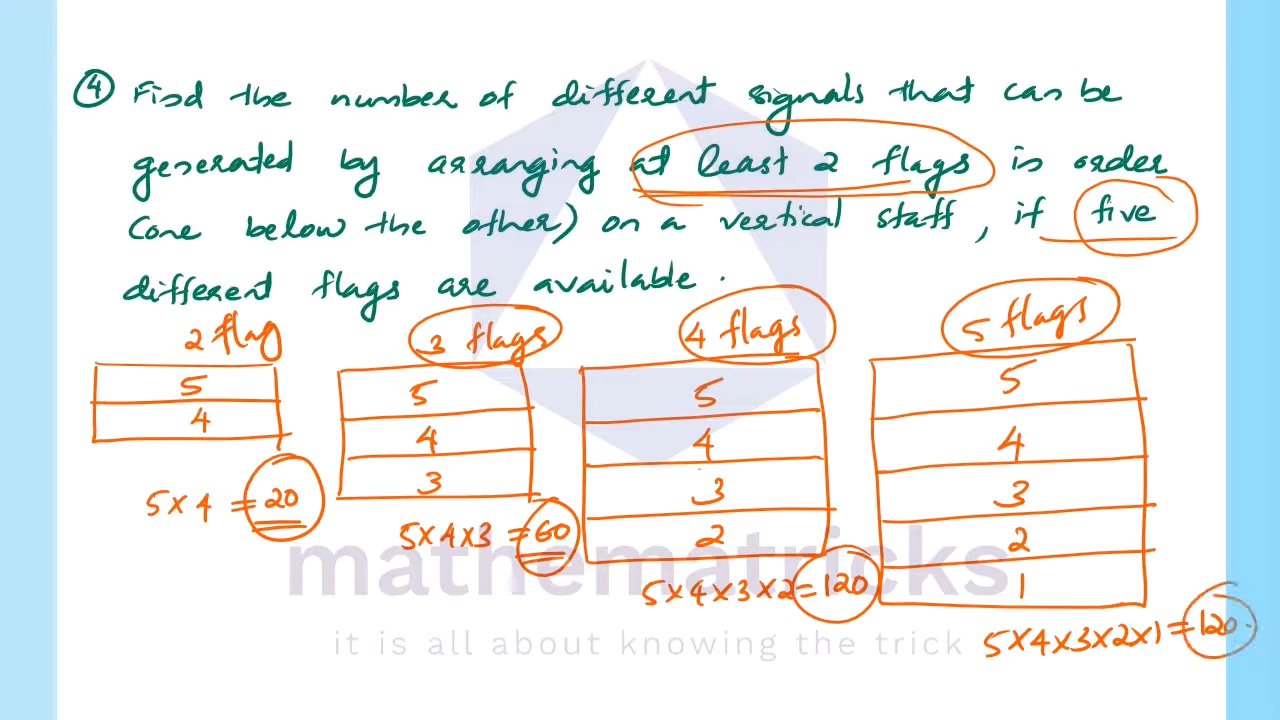 ④ Find the number of different signals that can be
generated by arranging at least 2 flags in order
(one below the other) on a vertical staff, if five
different flags are available.
2 flag
5
4
5×4 = 20
3 flags
5
4
3
5×4×3 = 60
4 flags
5
4
3
2
5×4×3×2=120
5 flags
5
4
3
2
1
5×4×3×2×1=120.
mathematricks
it is all about knowing the trick